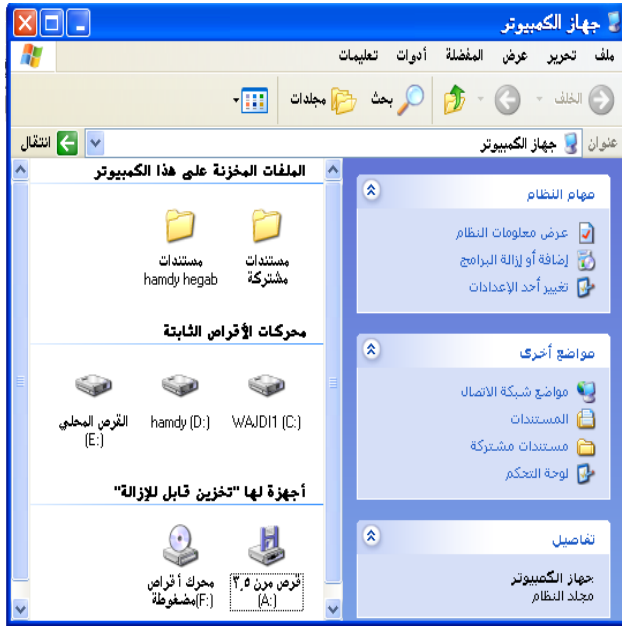 جهاز الكمبيوتر
ملف تحرير عرض المفضلة أدوات تعليمات
الخلف بحث مجلدات
عنوان جهاز الكمبيوتر انتقال
مهام النظام
عرض معلومات النظام
إضافة أو إزالة البرامج
تغيير أحد الإعدادات
مواضع أخرى
مواضع شبكة الاتصال
المستندات
مستندات مشتركة
لوحة التحكم
تفاصيل
جهاز الكمبيوتر
مجلد النظام
الملفات المخزنة على هذا الكمبيوتر
مستندات مشتركة
مستندات hamdy hegab
محركات الأقراص الثابتة
WAJDI1 (C:)
hamdy (D:)
القرص المحلي (E:)
أجهزة لها "تخزين قابل للإزالة"
قرص مرن ٣٫٥ (A:)
محرك أقراص مضغوطة (F:)